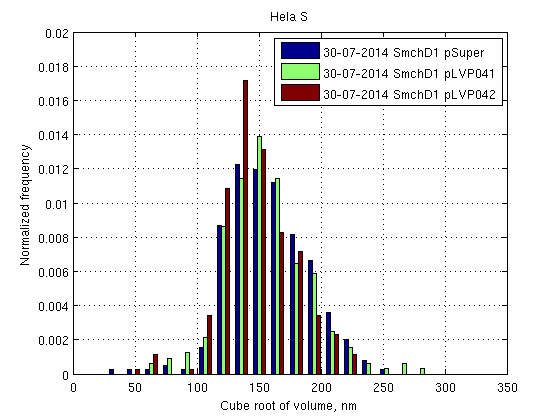 Hela S
0.02
0.018
0.016
0.014
0.012
0.01
0.008
0.006
0.004
0.002
0
Normalized frequency
30-07-2014 SmchD1 pSuper
30-07-2014 SmchD1 pLVP041
30-07-2014 SmchD1 pLVP042
0 50 100 150 200 250 300 350
Cube root of volume, nm